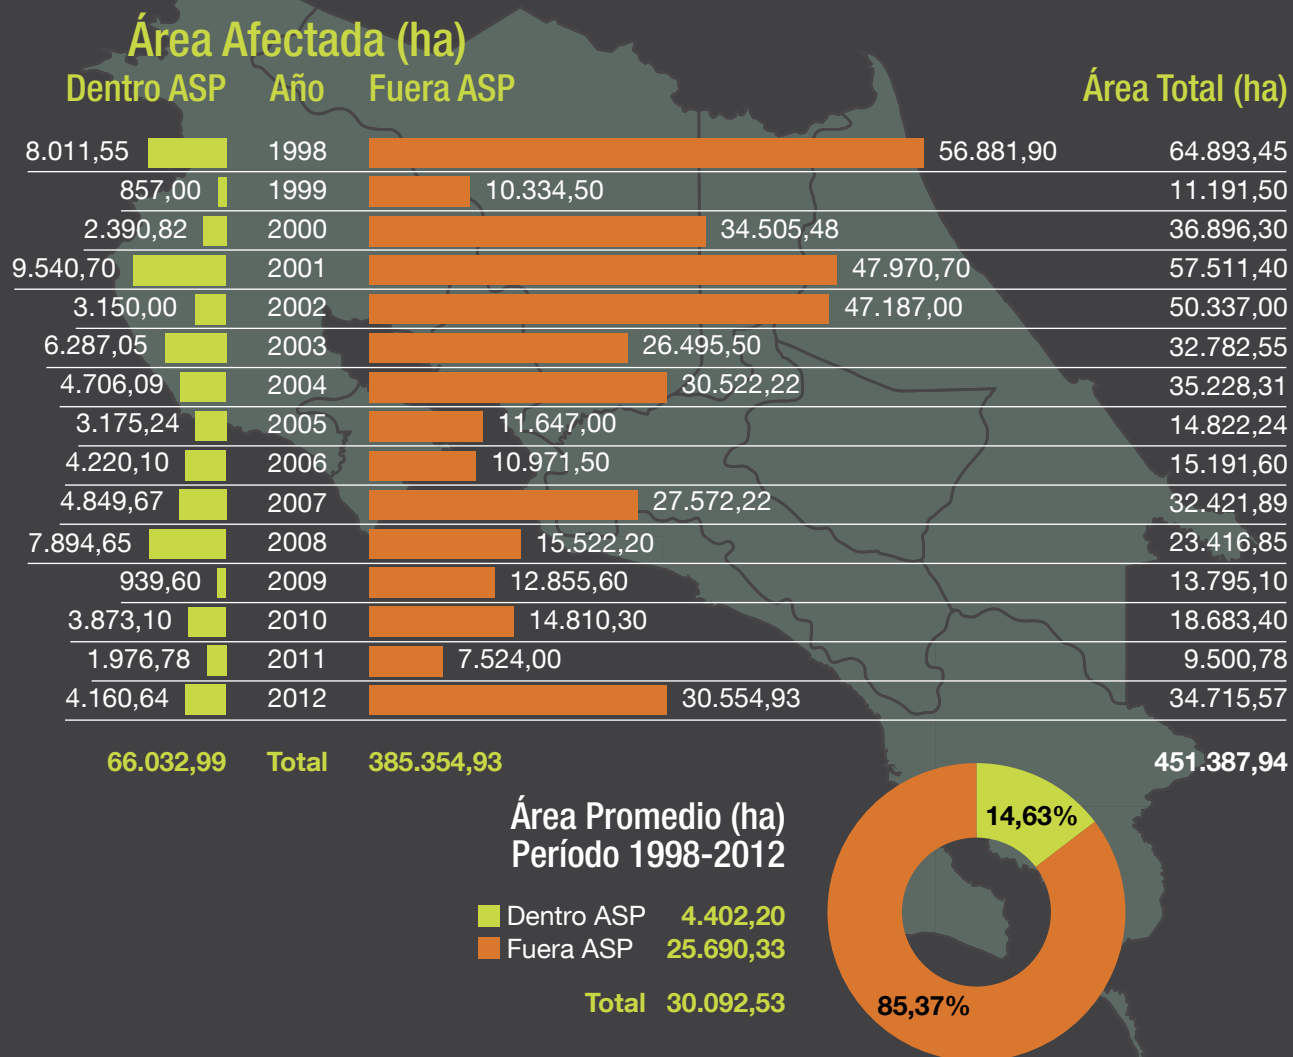 Área Afectada (ha)
Dentro ASP Año Fuera ASP Área Total (ha)
8.011,55 1998 56.881,90 64.893,45
857,00 1999 10.334,50 11.191,50
2.390,82 2000 34.505,48 36.896,30
9.540,70 2001 47.970,70 57.511,40
3.150,00 2002 47.187,00 50.337,00
6.287,05 2003 26.495,50 32.782,55
4.706,09 2004 30.522,22 35.228,31
3.175,24 2005 11.647,00 14.822,24
4.220,10 2006 10.971,50 15.191,60
4.849,67 2007 27.572,22 32.421,89
7.894,65 2008 15.522,20 23.416,85
939,60 2009 12.855,60 13.795,10
3.873,10 2010 14.810,30 18.683,40
1.976,78 2011 7.524,00 9.500,78
4.160,64 2012 30.554,93 34.715,57
66.032,99 Total 385.354,93 451.387,94
Área Promedio (ha)
Período 1998-2012
Dentro ASP 4.402,20
Fuera ASP 25.690,33
Total 30.092,53
14,63%
85,37%